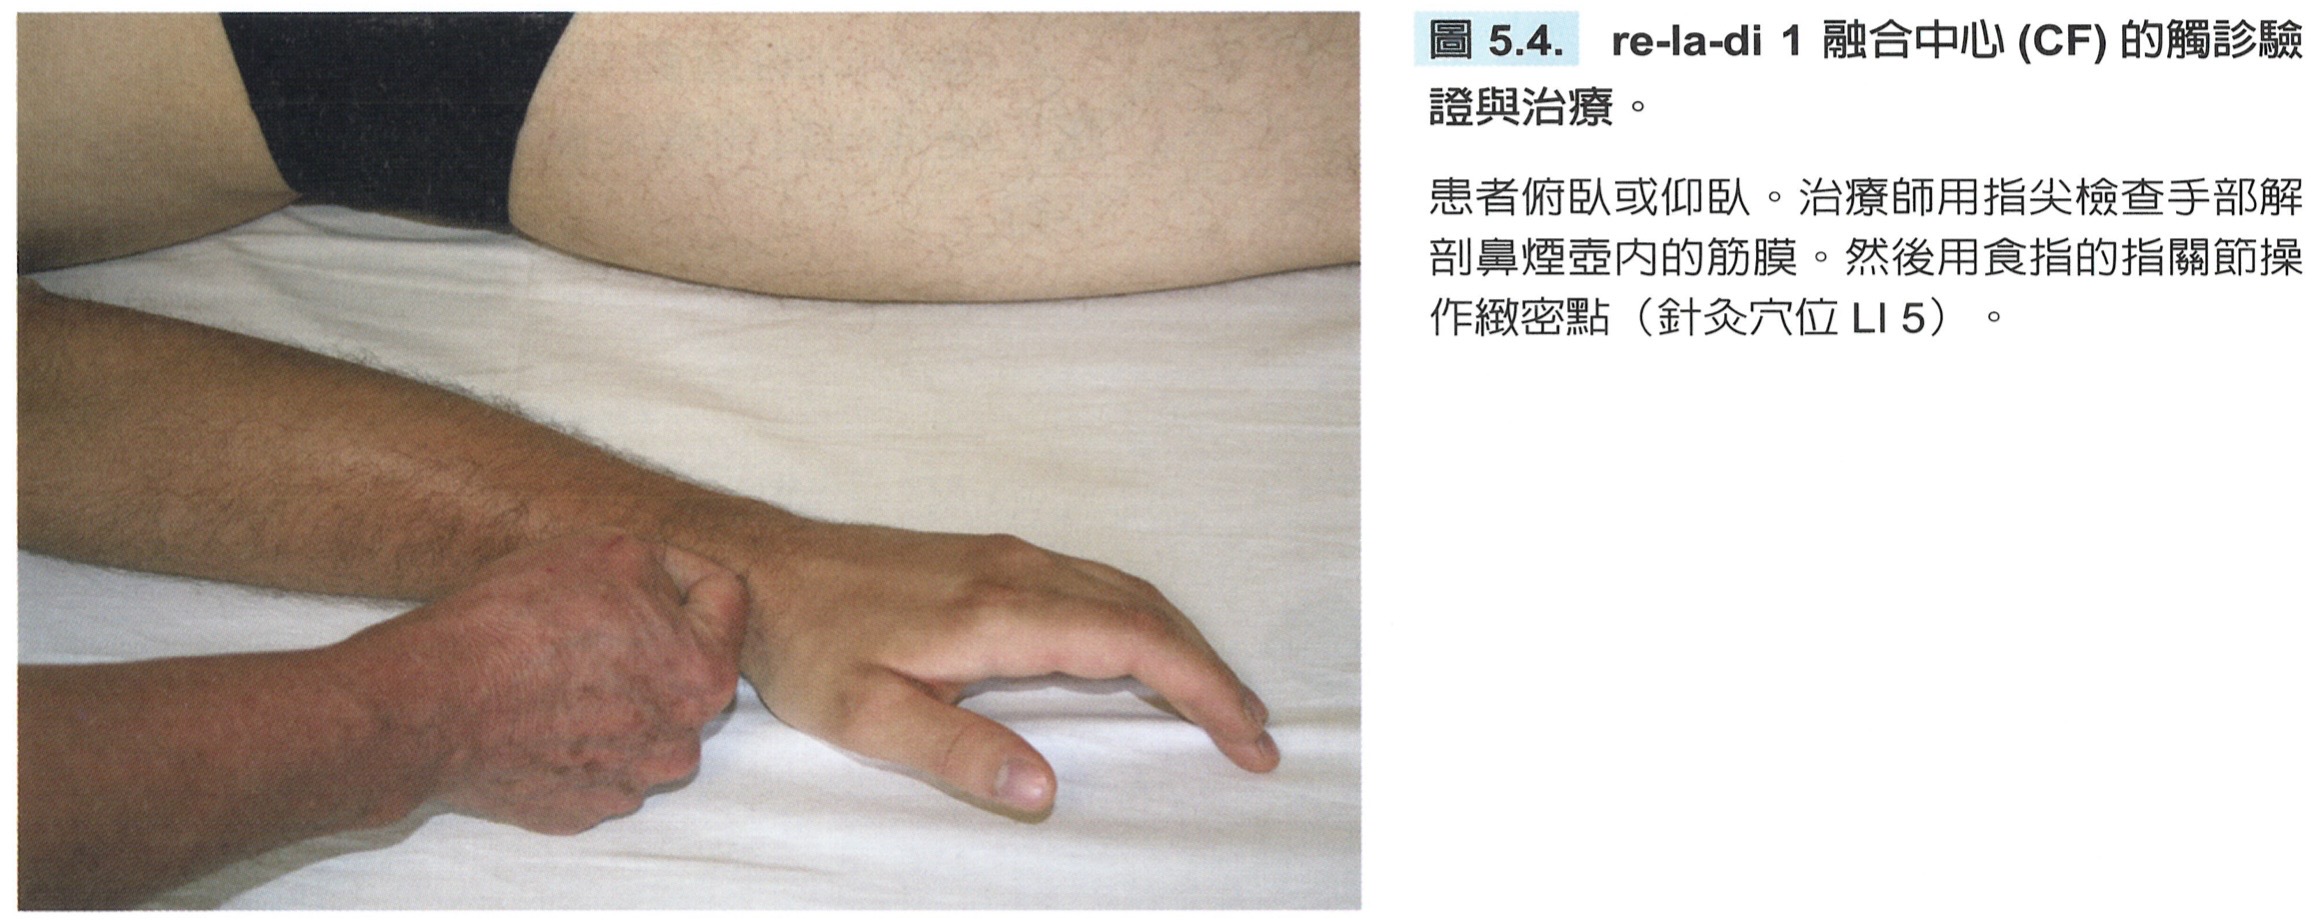 圖 5.4. re-la-di 1 融合中心 (CF) 的觸診驗
證與治療。
患者俯臥或仰臥。治療師用指尖檢查手部解
剖鼻煙壺內的筋膜。然後用食指的指關節操
作緻密點（針灸穴位 LI 5）。